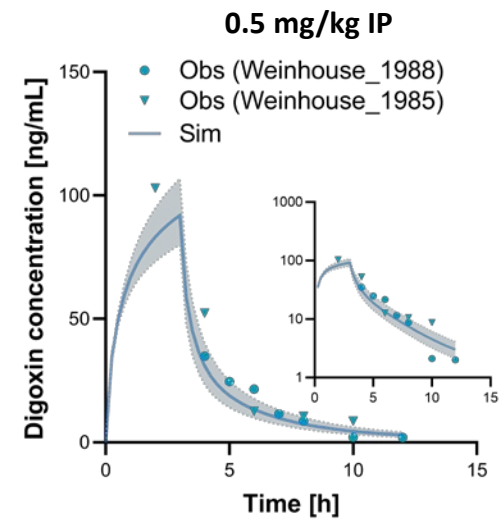 0.5 mg/kg IP
Obs (Weinhouse_1988)
Obs (Weinhouse_1985)
Sim
Digoxin concentration [ng/mL]
150
100
50
0
0
5
10
15
Time [h]
1000
100
10
1
0
5
10
15